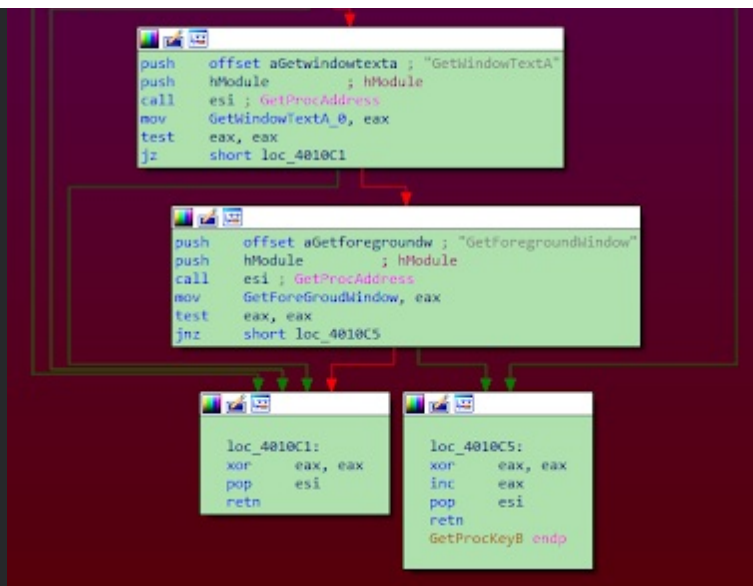 push offset aGetwindowtexta ; "GetWindowTextA"
push hModule ; hModule
call esi ; GetProcAddress
mov GetWindowTextA_0, eax
test eax, eax
jz short loc_4010C1
push offset aGetforegroundw ; "GetForegroundWindow"
push hModule ; hModule
call esi ; GetProcAddress
mov GetForeGroudWindow, eax
test eax, eax
jnz short loc_4010C5
loc_4010C1:
xor eax, eax
pop esi
retn
loc_4010C5:
xor eax, eax
inc eax
pop esi
retn
GetProcKeyB endp